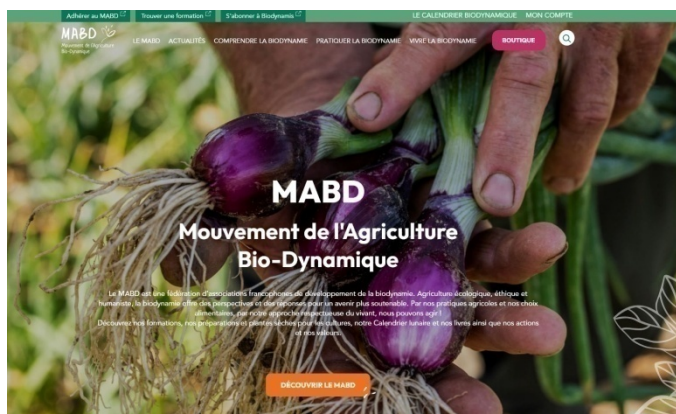 Adhérer au MABD
Trouver une formation
S'abonner à Biodynamis
LE CALENDRIER BIODYNAMIQUE
MON COMPTE
MABD
Mouvement de l'Agriculture
Bio-Dynamique
LE MABD
ACTUALITÉS
COMPRENDRE LA BIODYNAMIE
PRATIQUER LA BIODYNAMIE
VIVRE LA BIODYNAMIE
BOUTIQUE
MABD
Mouvement de l'Agriculture
Bio-Dynamique
Le MABD est une fédération d'associations francophones de développement de la biodynamie. Agriculture écologique, éthique et
humaniste, la biodynamie offre des perspectives et des réponses pour un avenir plus soutenable. Par nos pratiques agricoles et nos choix
alimentaires, par notre approche respectueuse du vivant, nous pouvons agir !
Découvrez nos formations, nos préparations et plantes sèches pour les cultures, notre Calendrier lunaire et nos livres ainsi que nos actions
et nos valeurs.
DÉCOUVRIR LE MABD